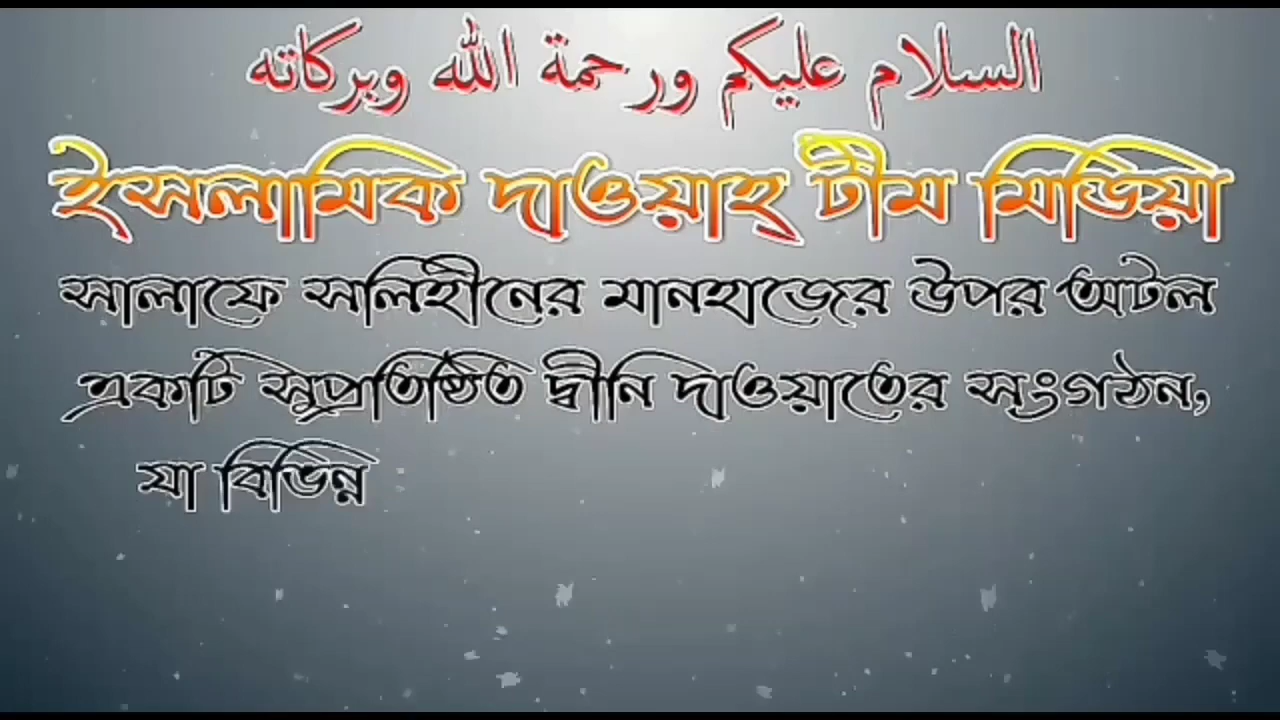 السلام عليكم ورحمة الله وبركاته
ইসলামিক দাওয়াহ্ টীম মিডিয়া
সালাফে সলিহীনের মানহাজের উপর অটল
একটি সুপ্রতিষ্ঠিত দ্বীনি দাওয়াতের সংগঠন,
যা বিভিন্ন